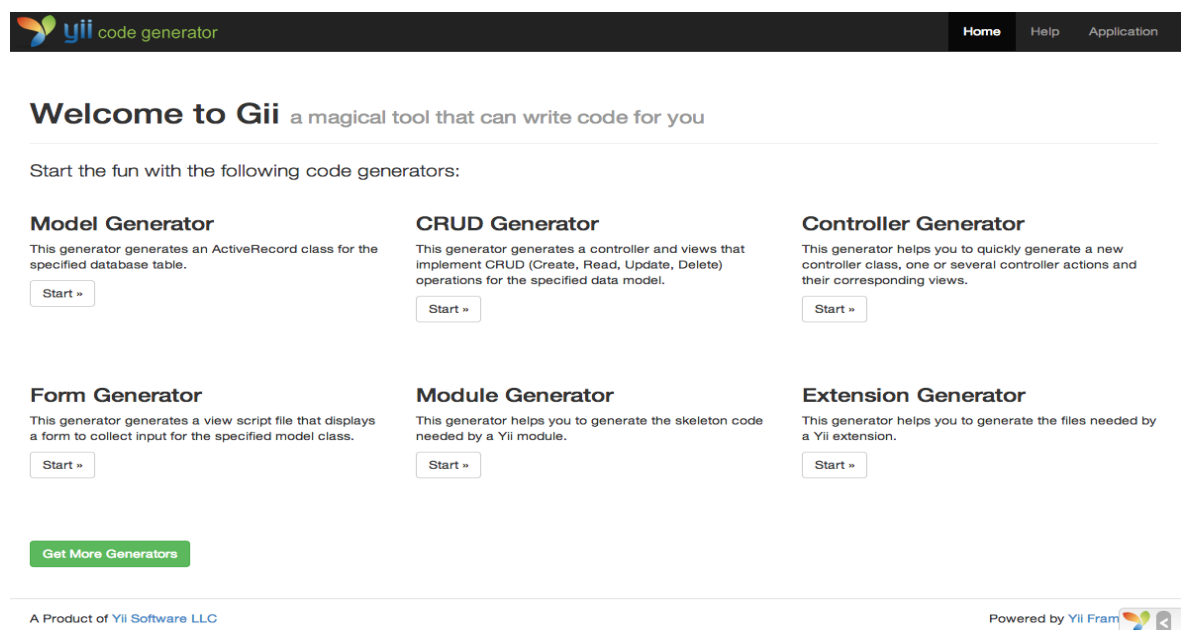 yii code generator
Home Help Application
Welcome to Gii a magical tool that can write code for you
Start the fun with the following code generators:
Model Generator
This generator generates an ActiveRecord class for the
specified database table.
Start »
CRUD Generator
This generator generates a controller and views that
implement CRUD (Create, Read, Update, Delete)
operations for the specified data model.
Start »
Controller Generator
This generator helps you to quickly generate a new
controller class, one or several controller actions and
their corresponding views.
Start »
Form Generator
This generator generates a view script file that displays
a form to collect input for the specified model class.
Start »
Module Generator
This generator helps you to generate the skeleton code
needed by a Yii module.
Start »
Extension Generator
This generator helps you to generate the files needed by
a Yii extension.
Start »
Get More Generators
A Product of Yii Software LLC
Powered by Yii Fram